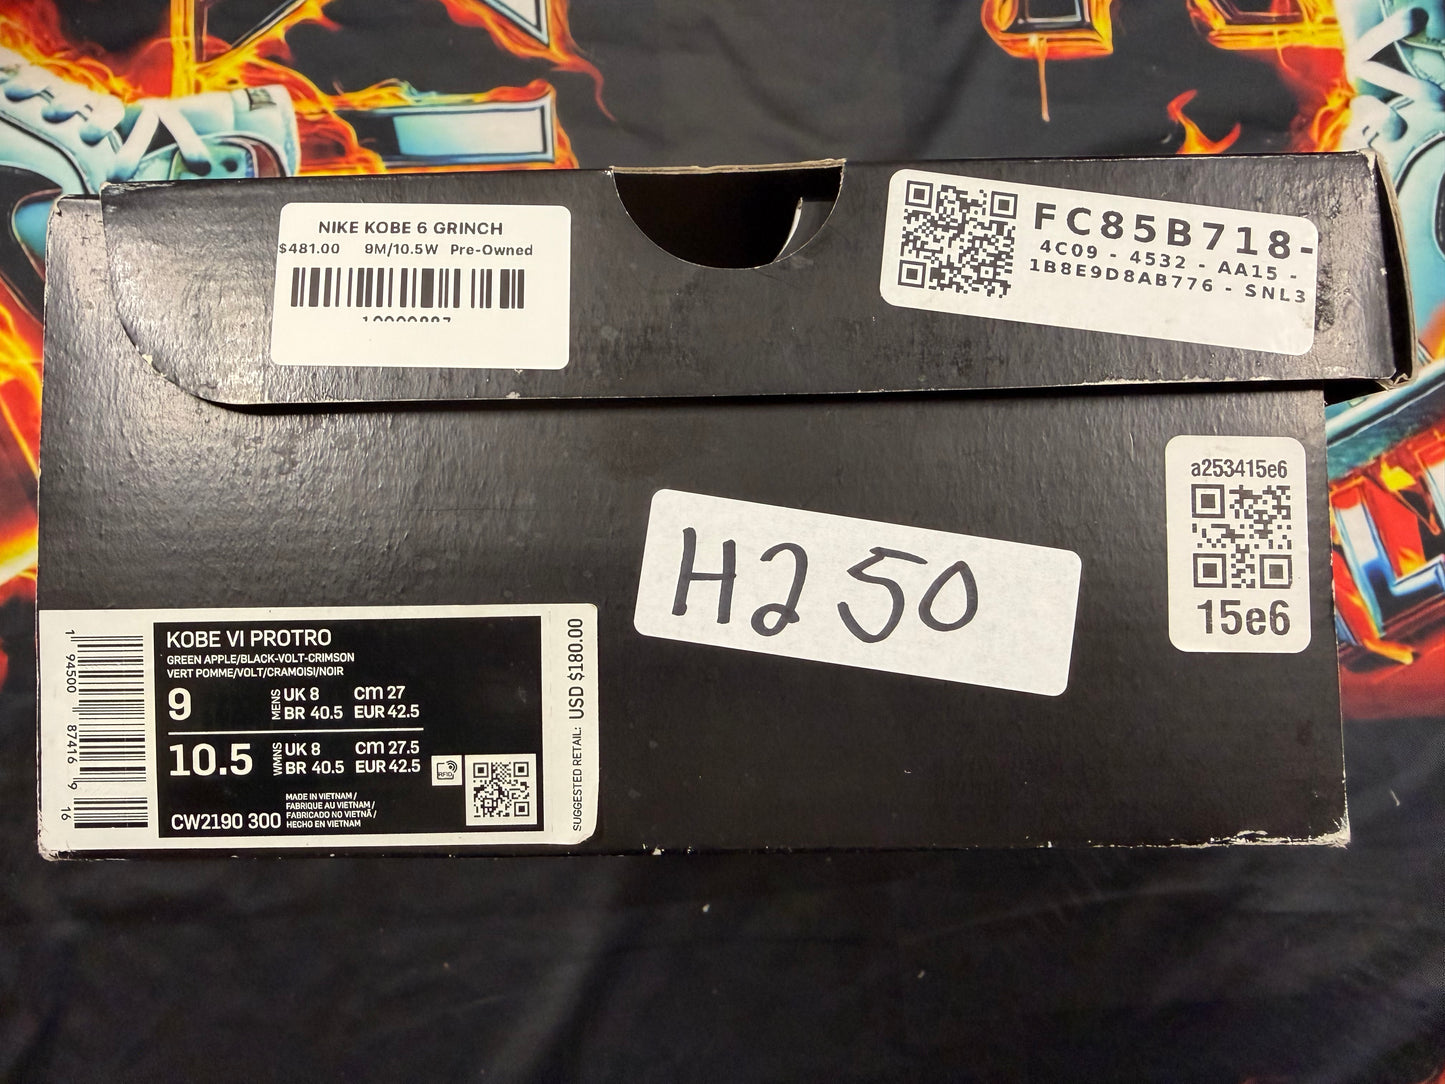 NIKE KOBE 6 GRINCH
$481.00 9M/10.5W Pre-Owned
FC85B718-
4C09 - 4532 - AA15 -
1B8E9D8AB776 - SNL3
a253415e6
15e6
H250
1 94500 87416 9 16
KOBE VI PROTRO
GREEN APPLE/BLACK-VOLT-CRIMSON
VERT POMME/VOLT/CRAMOISI/NOIR
9 MENS UK 8 CM 27
BR 40.5 EUR 42.5
10.5 WMNS UK 8 CM 27.5
BR 40.5 EUR 42.5
RFID
CW2190 300
MADE IN VIETNAM /
FABRIQUE AU VIETNAM /
FABRICADO NO VIETNÃ /
HECHO EN VIETNAM
SUGGESTED RETAIL: USD $180.00